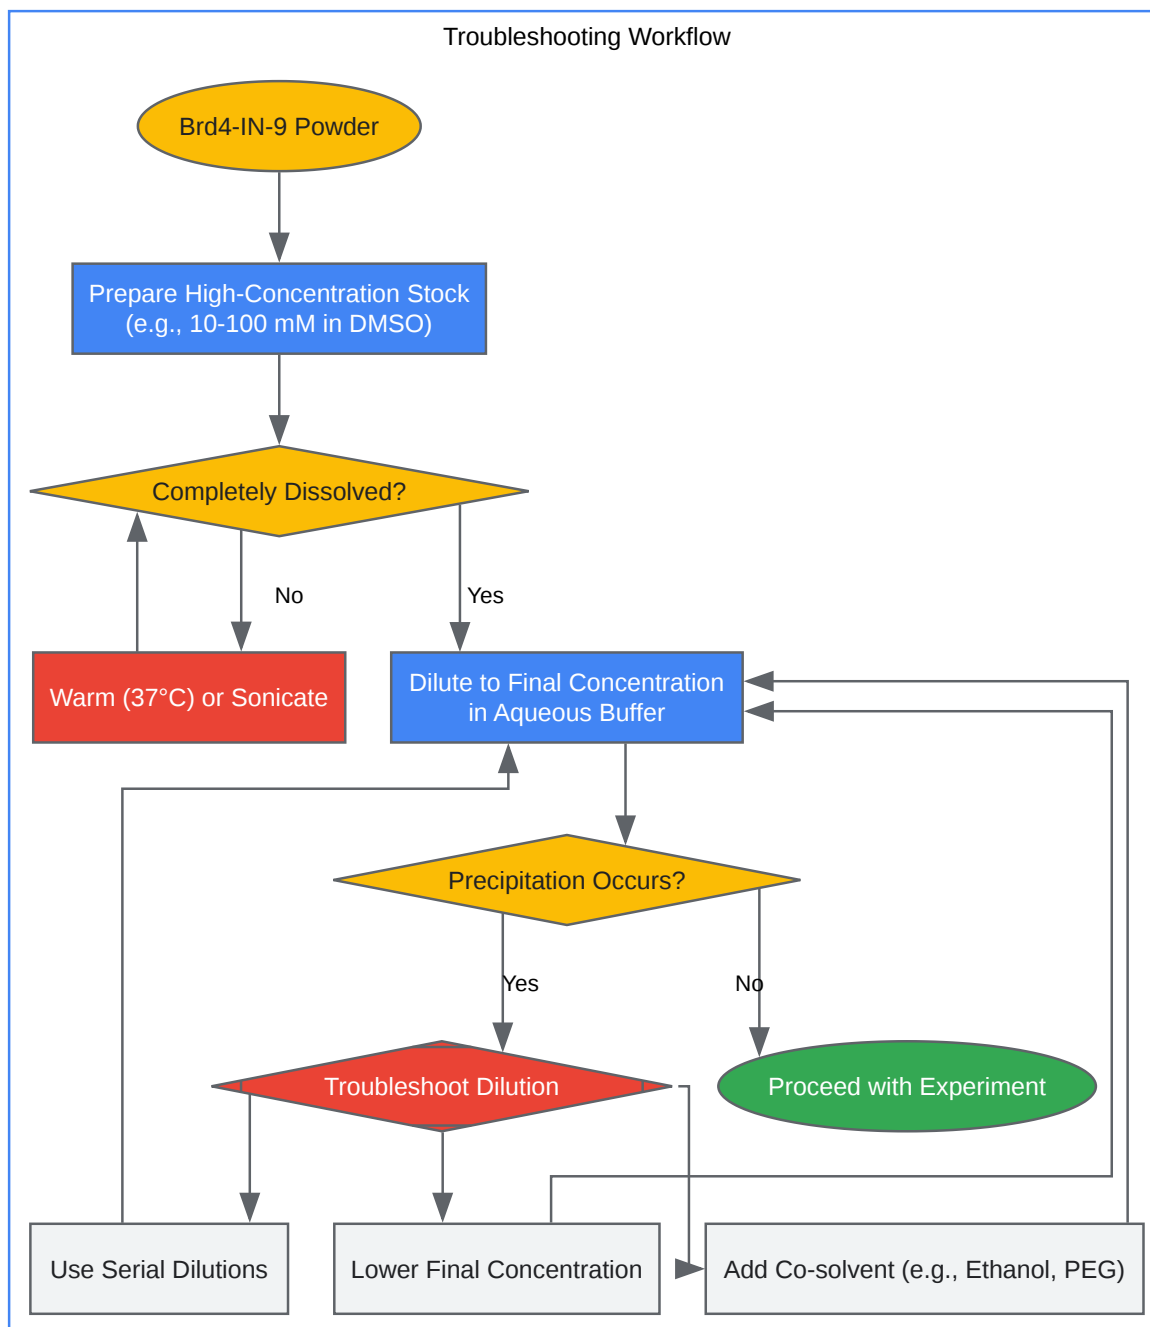 Troubleshooting Workflow
Brd4-IN-9 Powder
Prepare High-Concentration Stock
(e.g., 10-100 mM in DMSO)
Completely Dissolved?
No
Yes
Warm (37°C) or Sonicate
Dilute to Final Concentration
in Aqueous Buffer
Precipitation Occurs?
Yes
No
Troubleshoot Dilution
Proceed with Experiment
Use Serial Dilutions
Lower Final Concentration
Add Co-solvent (e.g., Ethanol, PEG)